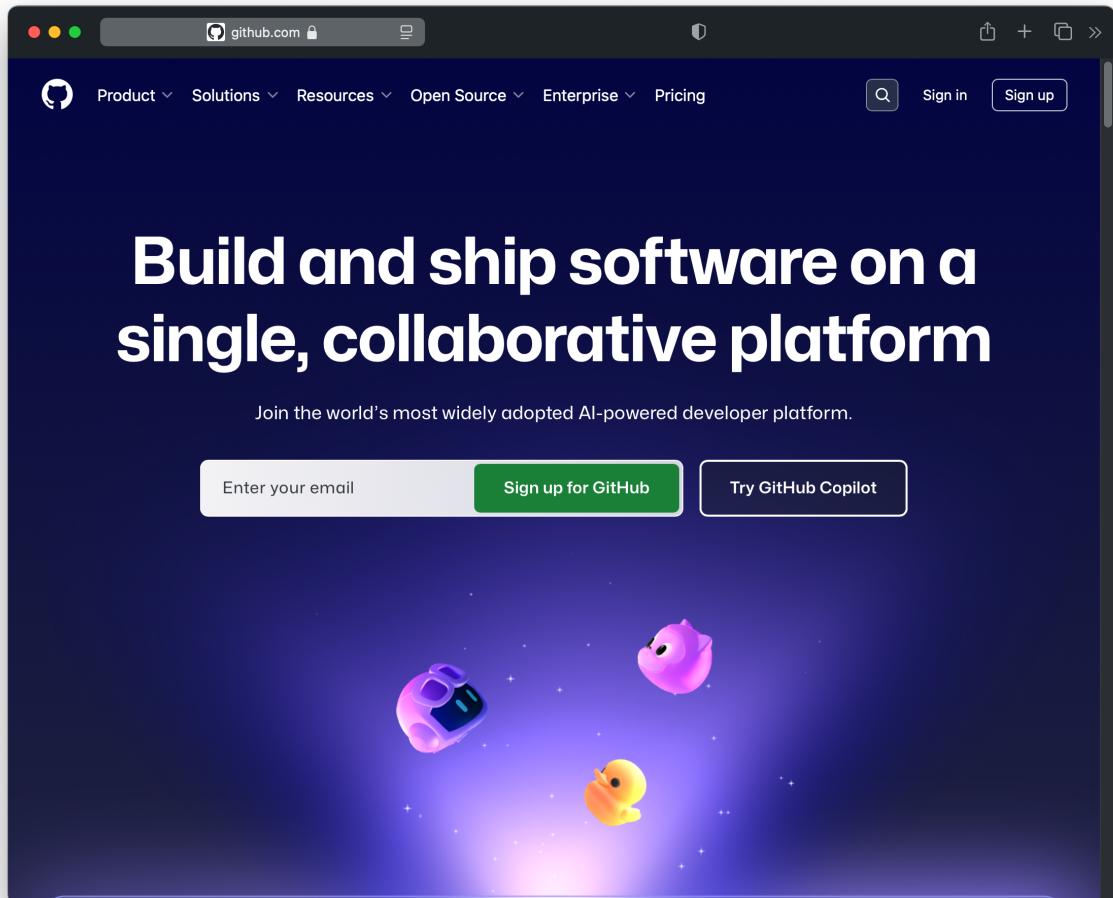 github.com
Product Solutions Resources Open Source Enterprise Pricing Sign in Sign up
Build and ship software on a
single, collaborative platform
Join the world's most widely adopted AI-powered developer platform.
Enter your email Sign up for GitHub Try GitHub Copilot